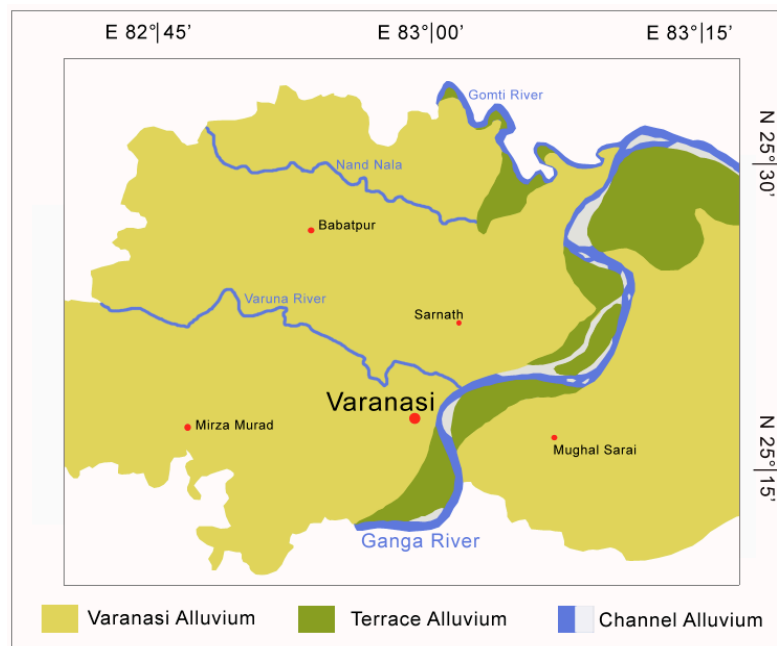 E 82°|45’
E 83°|00’
E 83°|15’
Gomti River
N 25°|30’
Nand Nala
Babatpur
Varuna River
Sarnath
Varanasi
Mirza Murad
Mughal Sarai
N 25°|15’
Ganga River
Varanasi Alluvium
Terrace Alluvium
Channel Alluvium